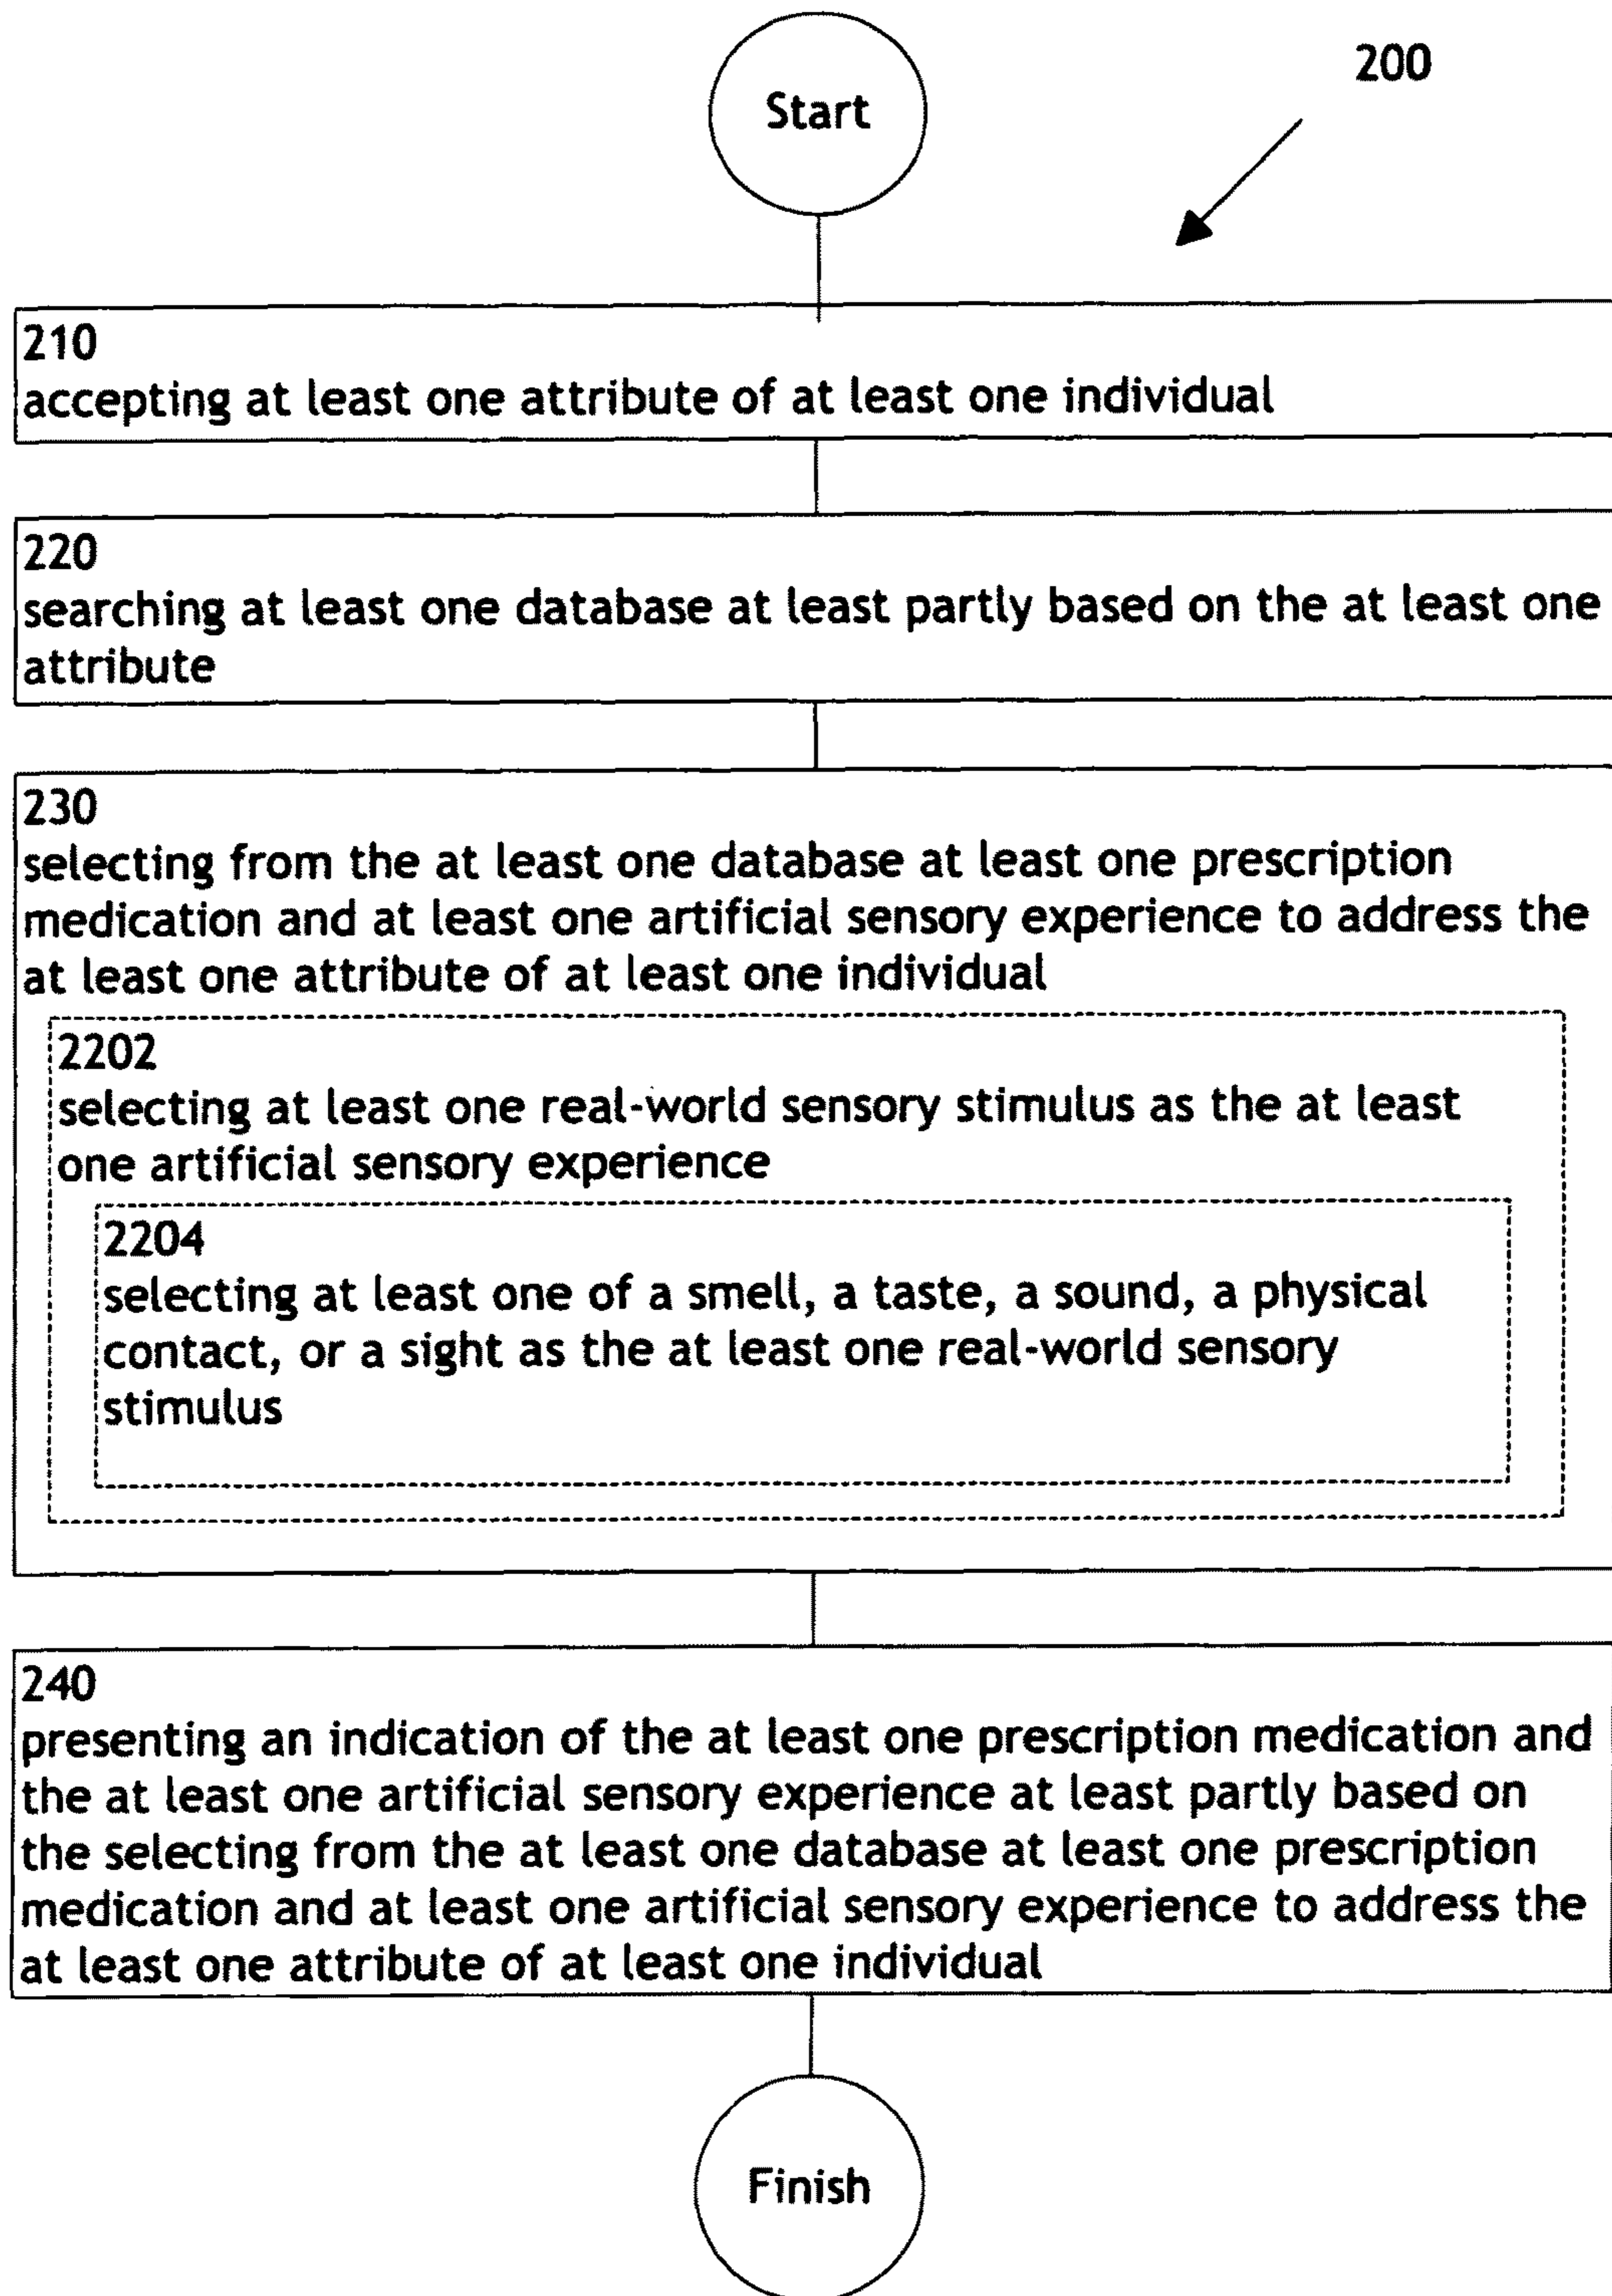 Start
200
210
accepting at least one attribute of at least one individual
220
searching at least one database at least partly based on the at least one
attribute
230
selecting from the at least one database at least one prescription
medication and at least one artificial sensory experience to address the
at least one attribute of at least one individual
2202
selecting at least one real-world sensory stimulus as the at least
one artificial sensory experience
2204
selecting at least one of a smell, a taste, a sound, a physical
contact, or a sight as the at least one real-world sensory
stimulus
240
presenting an indication of the at least one prescription medication and
the at least one artificial sensory experience at least partly based on
the selecting from the at least one database at least one prescription
medication and at least one artificial sensory experience to address the
at least one attribute of at least one individual
Finish